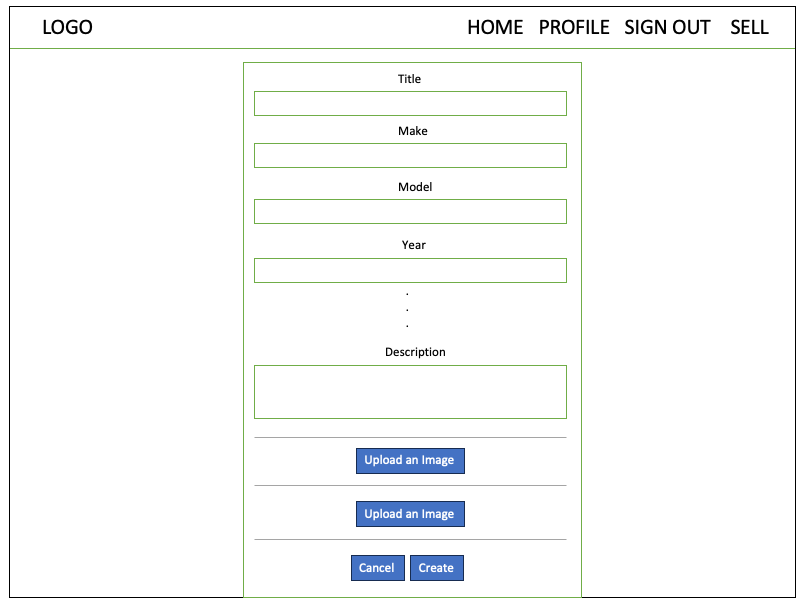 LOGO HOME PROFILE SIGN OUT SELL
Title
Make
Model
Year
.
.
.
Description
Upload an Image
Upload an Image
Cancel Create